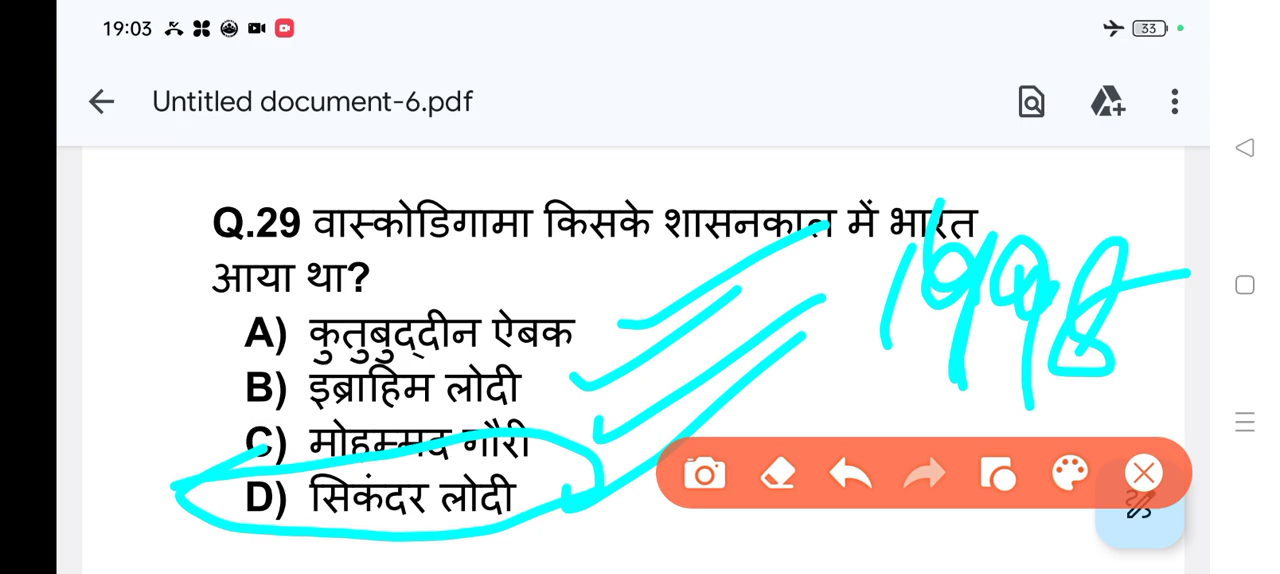 19:03
33
Untitled document-6.pdf
Q.29 वास्कोडिगामा किसके शासनकाल में भारत
आया था?
A) कुतुबुद्दीन ऐबक
B) इब्राहिम लोदी
C) मोहम्मद गौरी
D) सिकंदर लोदी
1498